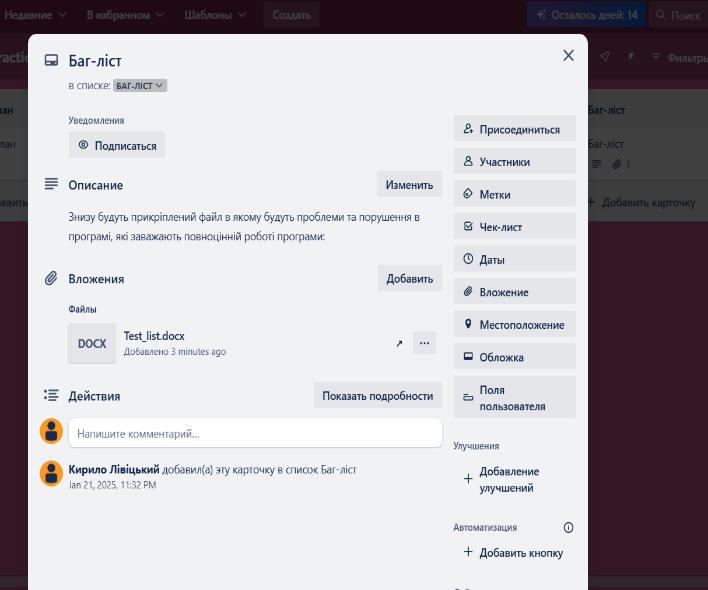 Недавние
В избранном
Шаблоны
Создать
Осталось дней: 14
Поиск
Фильтры
Баг-ліст
в списке: БАГ-ЛІСТ
Уведомления
Подписаться
Описание
Изменить
Знизу будуть прикріплений файл в якому будуть проблеми та порушення в
програмі, які заважають повноцінній роботі програми:
Вложения
Добавить
Файлы
DOCX
Test_list.docx
Добавлено 3 minutes ago
Действия
Показать подробности
Напишите комментарий...
Кирило Лівіцький добавил(а) эту карточку в список Баг-ліст
Jan 21, 2025, 11:32 PM
Присоединиться
Участники
Метки
Чек-лист
Даты
Вложение
Местоположение
Обложка
Поля
пользователя
Улучшения
Добавление
улучшений
Автоматизация
Добавить кнопку
Баг-ліст
Баг-ліст
1
Добавить карточку